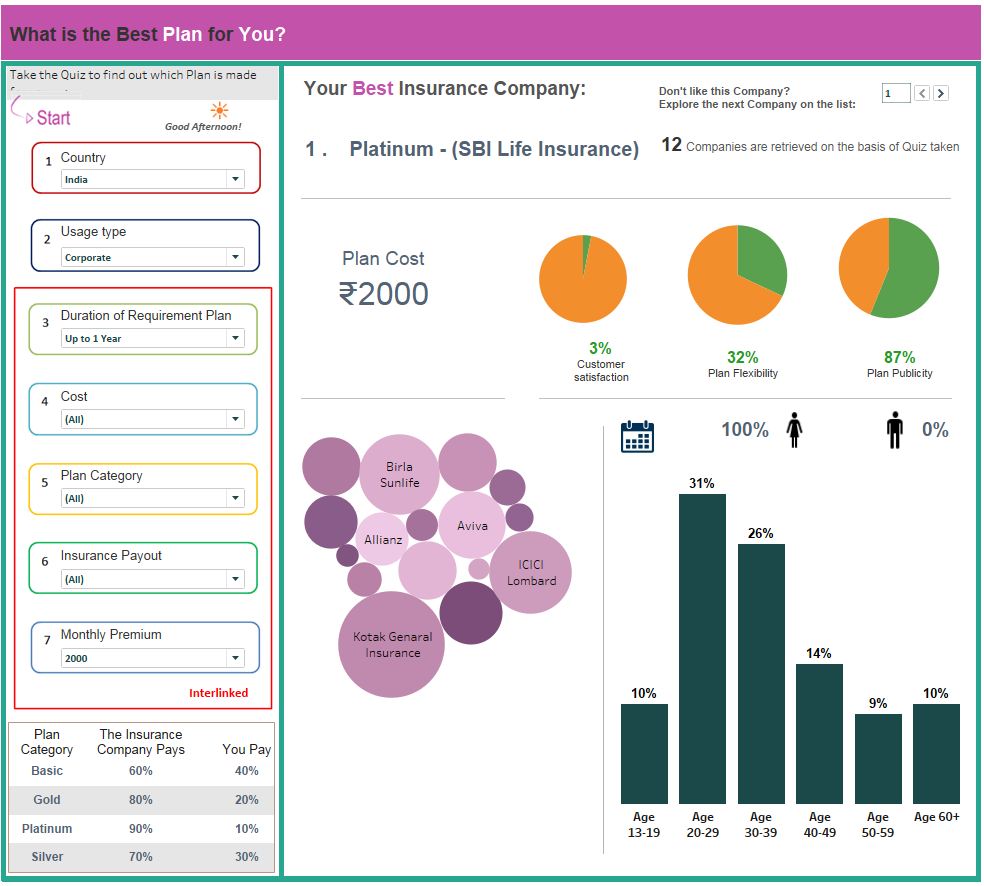 What is the Best Plan for You?
Take the Quiz to find out which Plan is made
Start
Good Afternoon!
1 Country
India
2 Usage type
Corporate
3 Duration of Requirement Plan
Up to 1 Year
4 Cost
(All)
5 Plan Category
(All)
6 Insurance Payout
(All)
7 Monthly Premium
2000
Interlinked
Plan Category The Insurance Company Pays You Pay
Basic 60% 40%
Gold 80% 20%
Platinum 90% 10%
Silver 70% 30%
Your Best Insurance Company:
Don't like this Company?
Explore the next Company on the list:
1
1 . Platinum - (SBI Life Insurance)
12 Companies are retrieved on the basis of Quiz taken
Plan Cost
₹2000
3%
Customer
satisfaction
32%
Plan Flexibility
87%
Plan Publicity
Birla
Sunlife
Allianz
Aviva
ICICI
Lombard
Kotak Genaral
Insurance
100%
0%
31%
26%
14%
10%
9%
10%
Age
13-19
Age
20-29
Age
30-39
Age
40-49
Age
50-59
Age 60+